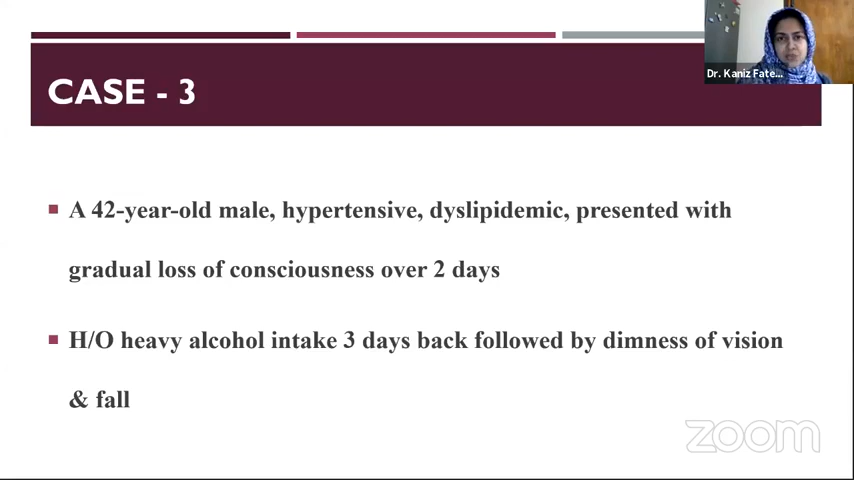 Dr. Kaniz Fate...
CASE - 3
A 42-year-old male, hypertensive, dyslipidemic, presented with
gradual loss of consciousness over 2 days
H/O heavy alcohol intake 3 days back followed by dimness of vision
& fall
zoom